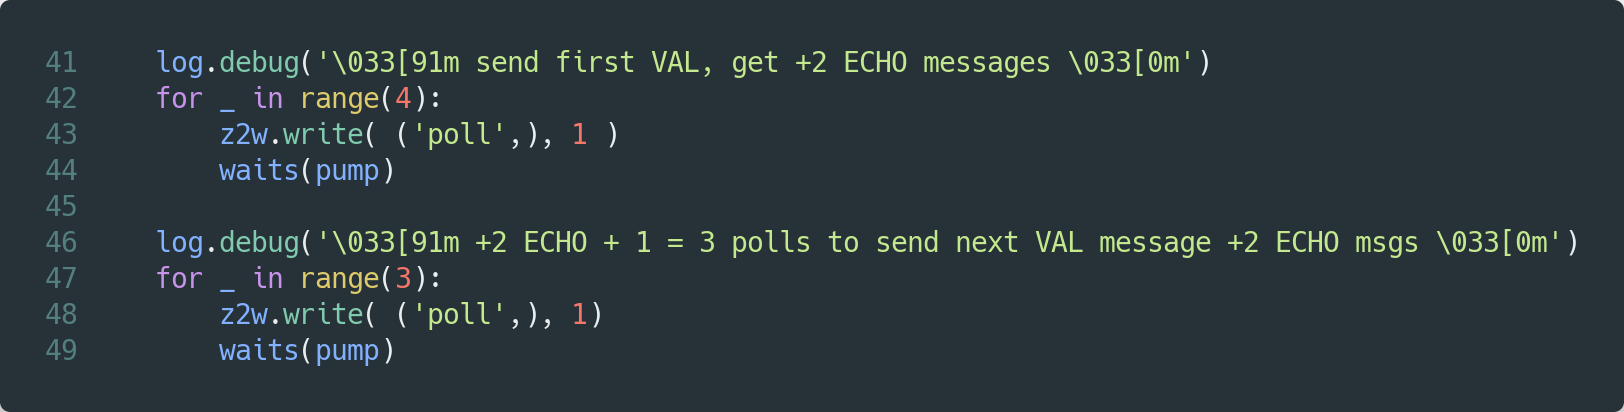 41     log.debug('\033[91m send first VAL, get +2 ECHO messages \033[0m')
42     for _ in range(4):
43         z2w.write( ('poll',), 1 )
44         waits(pump)
45
46     log.debug('\033[91m +2 ECHO + 1 = 3 polls to send next VAL message +2 ECHO msgs \033[0m')
47     for _ in range(3):
48         z2w.write( ('poll',), 1)
49         waits(pump)